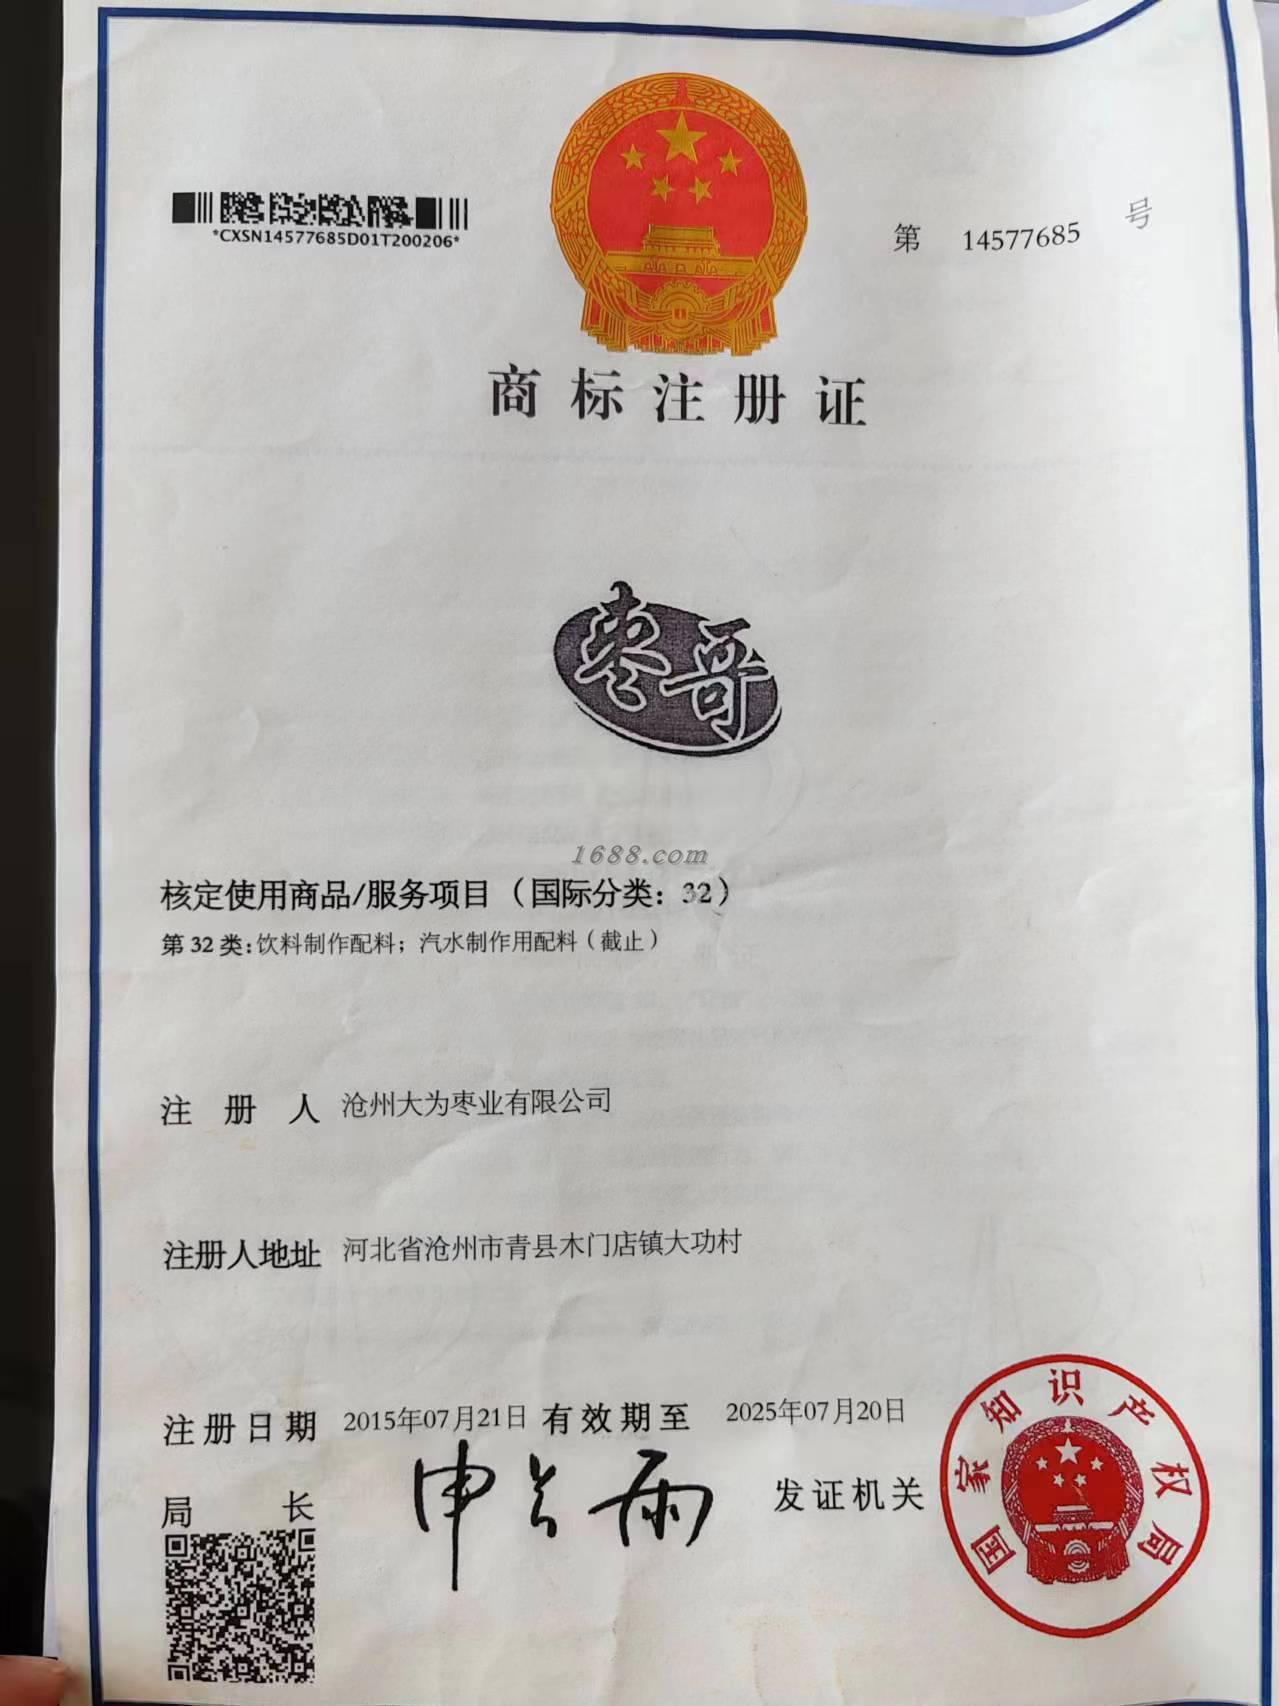 *CXSN14577685D01T200206*
第 14577685 号
商标注册证
枣哥
1688.com
核定使用商品/服务项目（国际分类：32）
第 32 类：饮料制作配料；汽水制作用配料（截止）
注册人 沧州大为枣业有限公司
注册人地址 河北省沧州市青县木门店镇大功村
注册日期 2015年07月21日 有效期至 2025年07月20日
局长 申长雨 发证机关
国家知识产权局